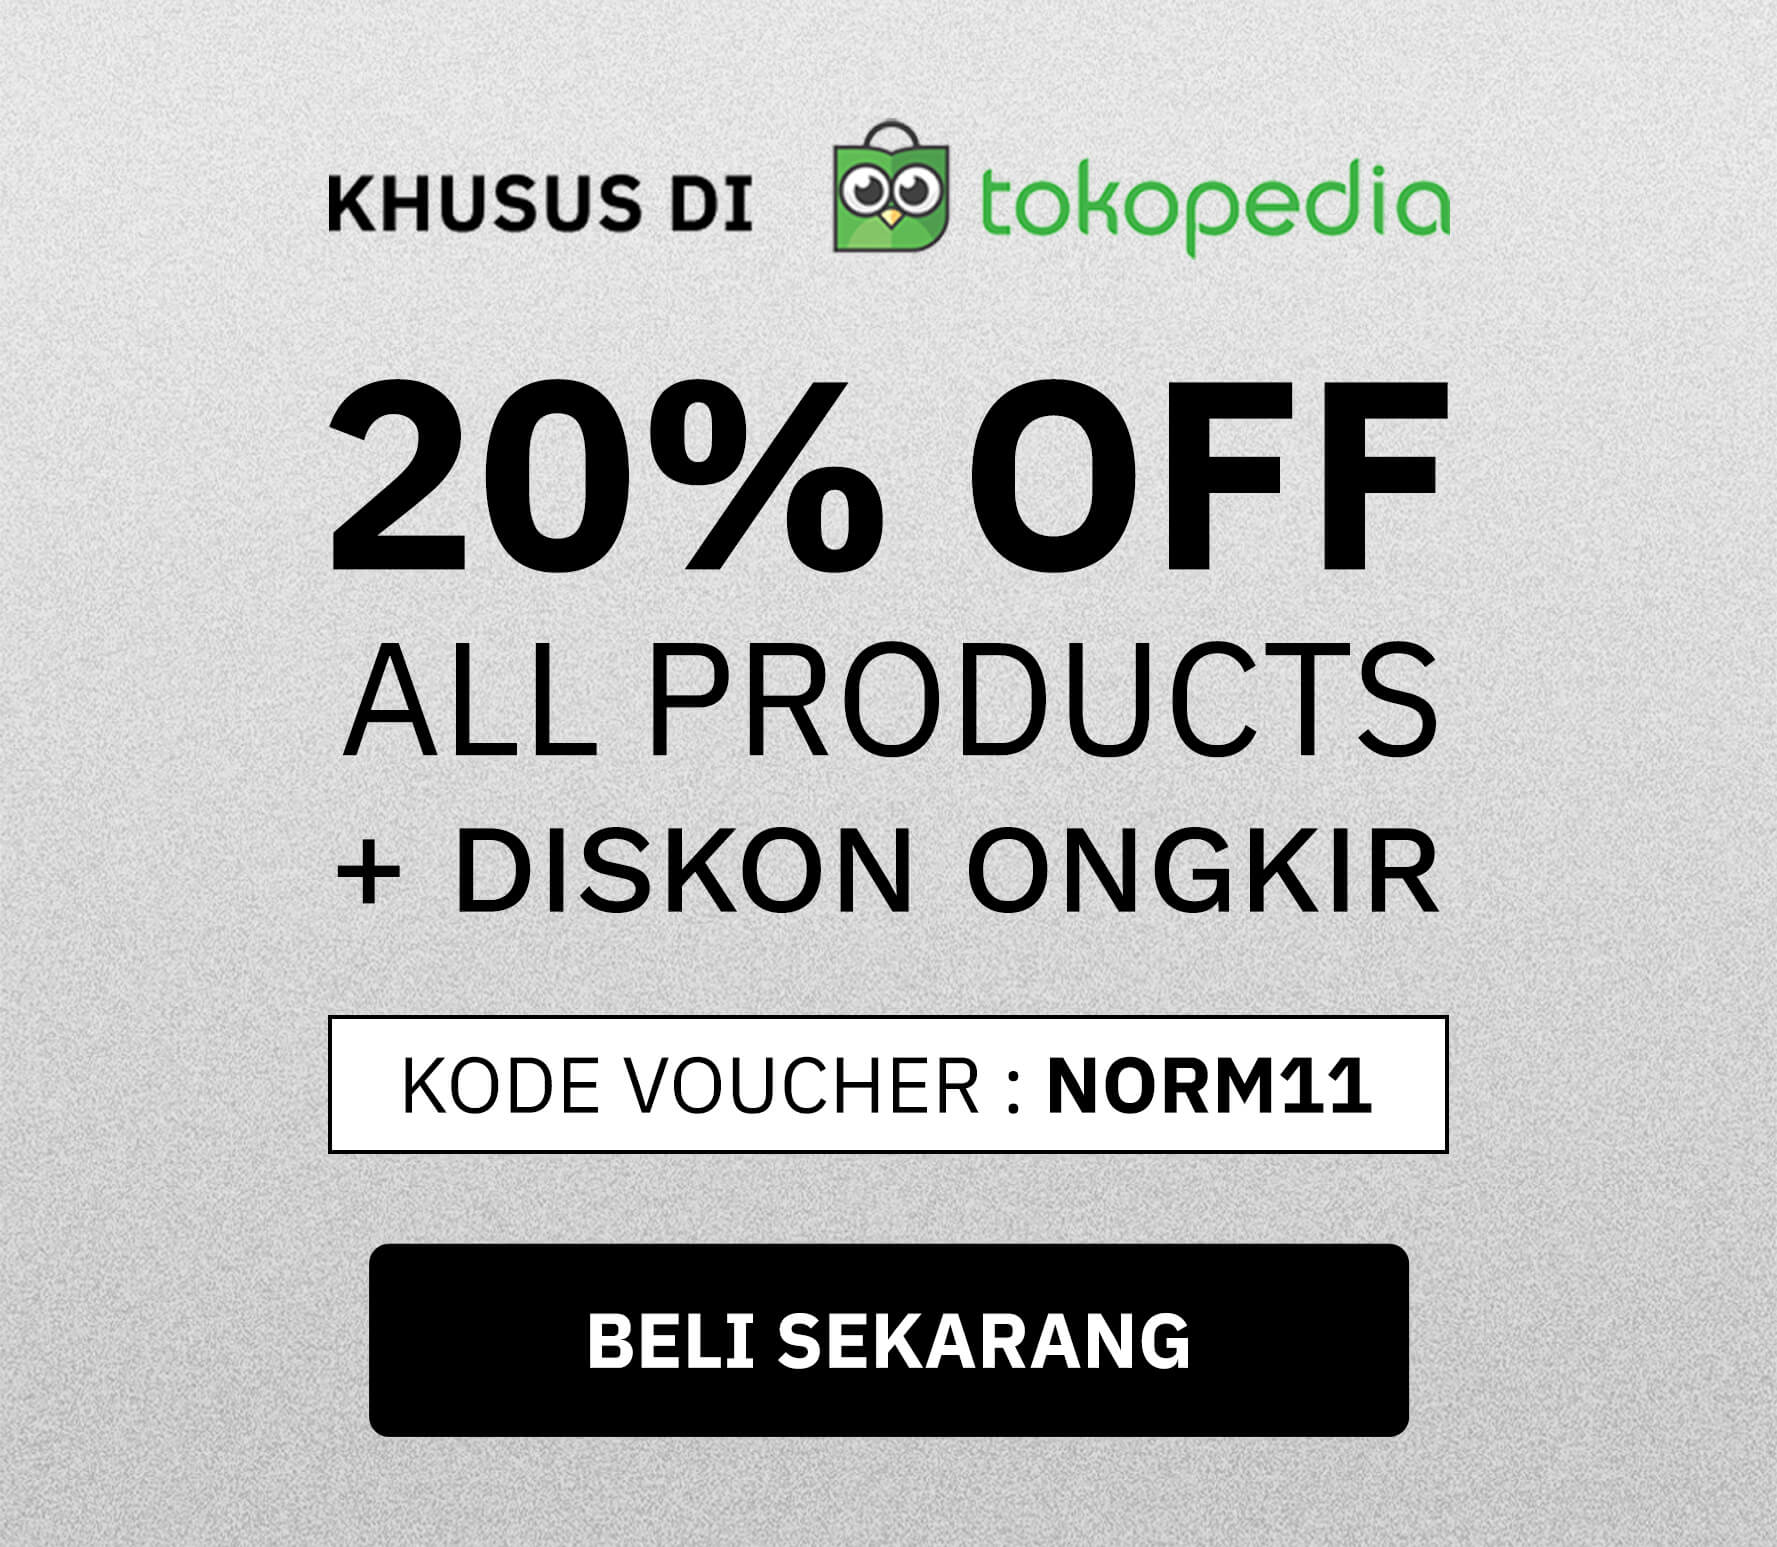 KHUSUS DI tokopedia
20% OFF
ALL PRODUCTS
+ DISKON ONGKIR
KODE VOUCHER : NORM11
BELI SEKARANG